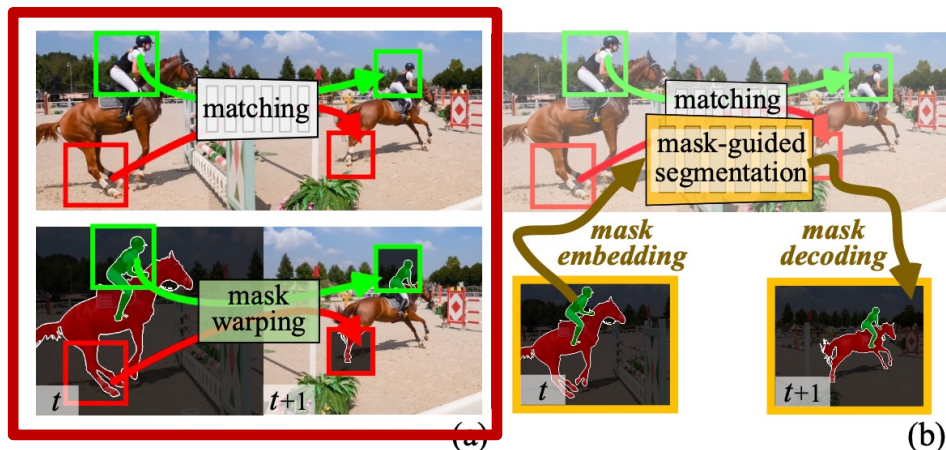 matching
mask
warping
t
t+1
(a)
matching
mask-guided
segmentation
mask
embedding
mask
decoding
t
t+1
(b)